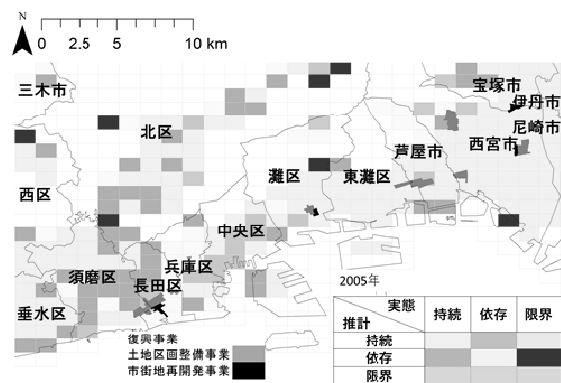 N
0 2.5 5 10 km
宝塚市
三木市
伊丹市
北区
尼崎市
芦屋市
西宮市
灘区
東灘区
西区
中央区
兵庫区
須磨区
長田区
垂水区
2005年
復興事業
土地区画整備事業
市街地再開発事業
実態
推計
持続 依存 限界
持続
依存
限界